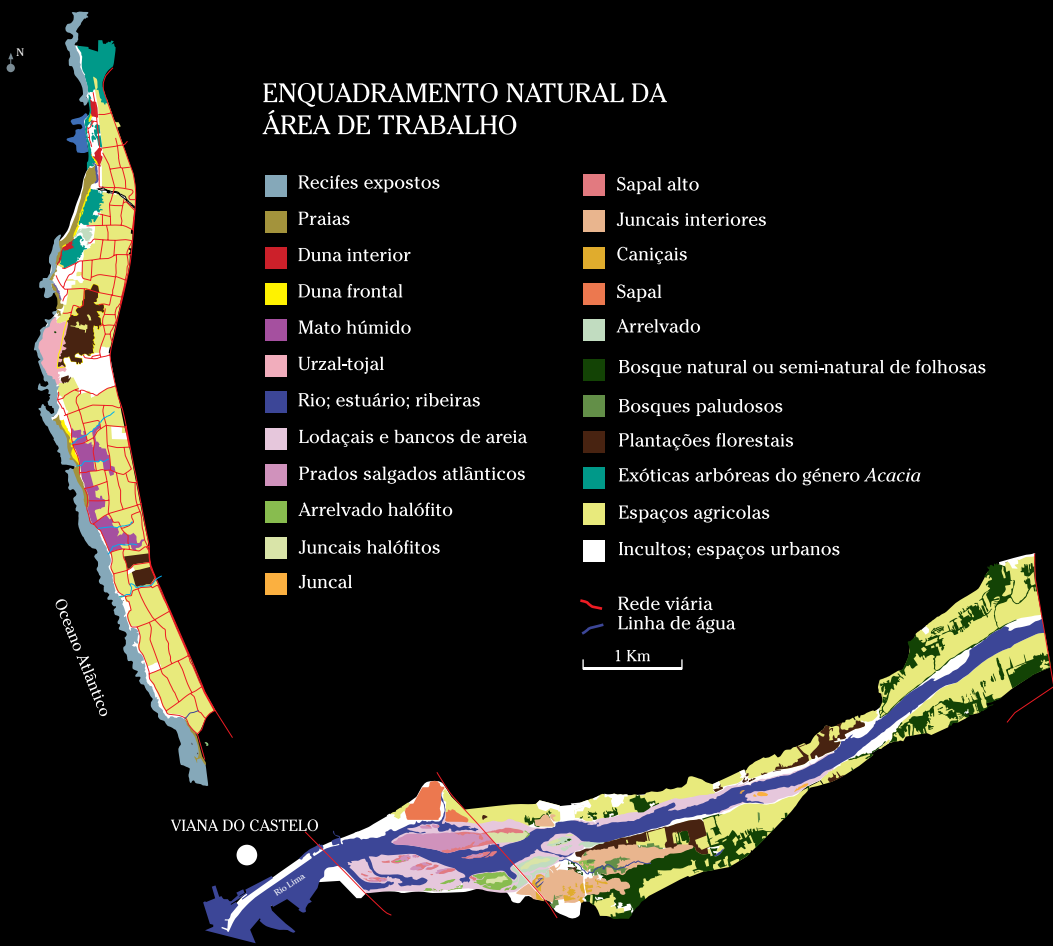 N
ENQUADRAMENTO NATURAL DA
ÁREA DE TRABALHO
Recifes expostos
Praias
Duna interior
Duna frontal
Mato húmido
Urzal-tojal
Rio; estuário; ribeiras
Lodaçais e bancos de areia
Prados salgados atlânticos
Arrelvado halófito
Juncais halófitos
Juncal
Sapal alto
Juncais interiores
Caniçais
Sapal
Arrelvado
Bosque natural ou semi-natural de folhosas
Bosques paludosos
Plantações florestais
Exóticas arbóreas do género Acacia
Espaços agricolas
Incultos; espaços urbanos
Rede viária
Linha de água
1 Km
Oceano Atlântico
VIANA DO CASTELO
Rio Lima